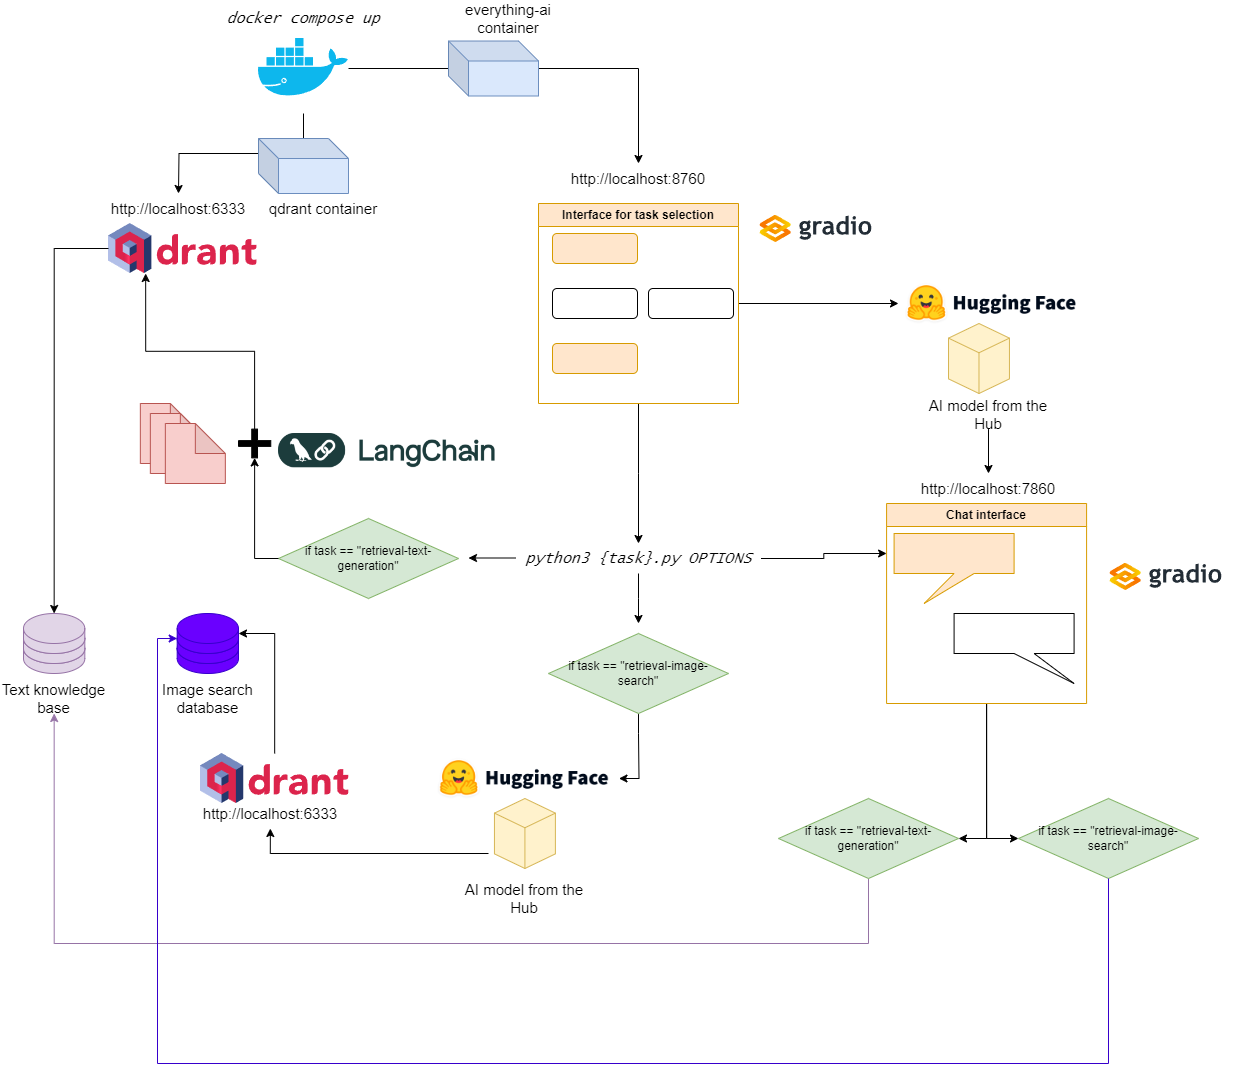 docker compose up
everything-ai
container
http://localhost:8760
http://localhost:6333
qdrant container
Interface for task selection
gradio
drant
Hugging Face
AI model from the
Hub
LangChain
http://localhost:7860
Chat interface
if task == "retrieval-text-
generation"
python3 {task}.py OPTIONS
gradio
if task == "retrieval-image-
search"
Text knowledge
base
Image search
database
drant
http://localhost:6333
Hugging Face
AI model from the
Hub
if task == "retrieval-text-
generation"
if task == "retrieval-image-
search"